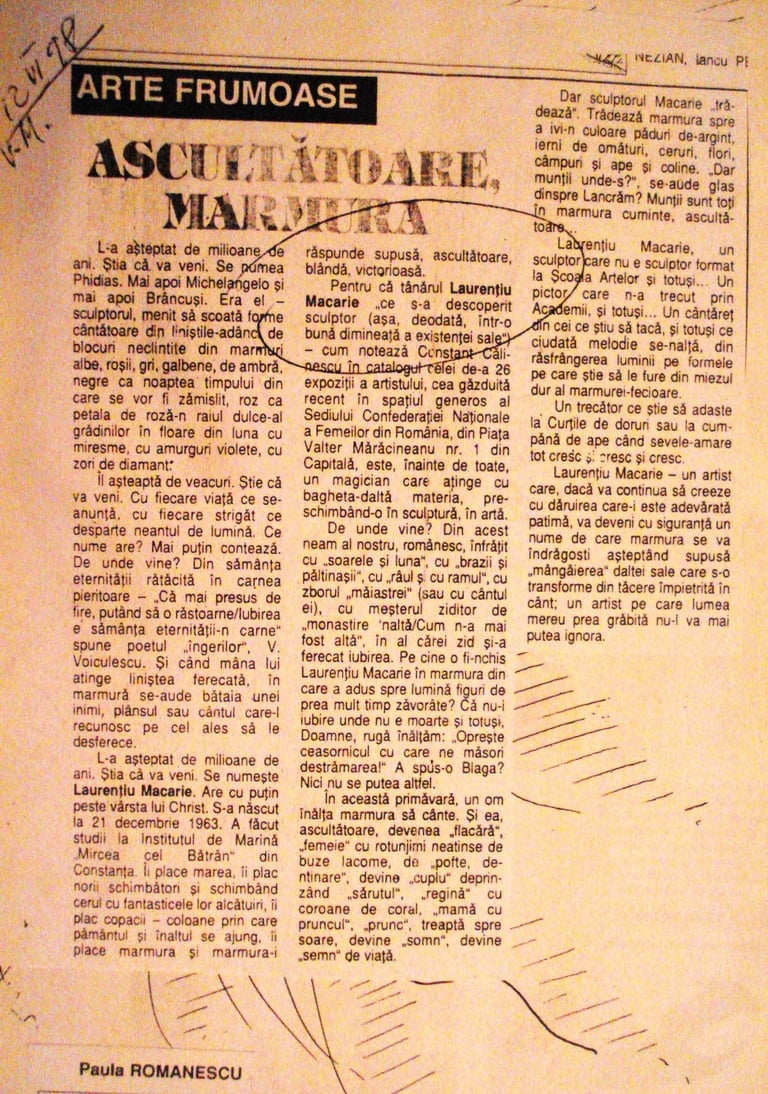 12 VI 98
V.M.
NEZIAN, Iancu PE
ARTE FRUMOASE
ASCULTĂTOARE,
MARMURA
L-a așteptat de milioane de
ani. Știa că va veni. Se numea
Phidias. Mai apoi Michelangelo și
mai apoi Brâncuși. Era el –
sculptorul, menit să scoată forme
cântătoare din liniștile-adânci de
blocuri neclintite din marmuri
albe, roșii, gri, galbene, de ambră,
negre ca noaptea timpului din
care se vor fi zămislit, roz ca
petala de roză-n raiul dulce-al
grădinilor în floare din luna cu
miresme, cu amurguri violete, cu
zori de diamant.
Îl așteaptă de veacuri. Știe că
va veni. Cu fiecare viață ce se-
anunță, cu fiecare strigăt ce
desparte neantul de lumină. Ce
nume are? Mai puțin contează.
De unde vine? Din sămânța
eternității rătăcită în carnea
pieritoare – „Că mai presus de
fire, putând să o răstoarne/Iubirea
e sămânța eternității-n carne"
spune poetul „îngerilor", V.
Voiculescu. Și când mâna lui
atinge liniștea ferecată, în
marmură se-aude bătaia unei
inimi, plânsul sau cântul care-l
recunosc pe cel ales să le
desferece.
L-a așteptat de milioane de
ani. Știa că va veni. Se numește
Laurențiu Macarie. Are cu puțin
peste vârsta lui Christ. S-a născut
la 21 decembrie 1963. A făcut
studii la Institutul de Marină
„Mircea cel Bătrân" din
Constanța. Îi place marea, îi plac
norii schimbători și schimbând
cerul cu fantasticele lor alcătuiri, îi
plac copacii – coloane prin care
pământul și înaltul se ajung, îi
place marmura și marmura-i
răspunde supusă, ascultătoare,
blândă, victorioasă.
Pentru că tânărul Laurențiu
Macarie „ce s-a descoperit
sculptor (așa, deodată, într-o
bună dimineață a existenței sale")
– cum notează Constant Căli-
nescu în catalogul celei de-a 26
expoziții a artistului, cea găzduită
recent în spațiul generos al
Sediului Confederației Naționale
a Femeilor din România, din Piața
Valter Mărăcineanu nr. 1 din
Capitală, este, înainte de toate,
un magician care atinge cu
bagheta-daltă materia, pre-
schimbând-o în sculptură, în artă.
De unde vine? Din acest
neam al nostru, românesc, înfrățit
cu „soarele și luna", cu „brazii și
păltinașii", cu „râul și cu ramul", cu
zborul „măiastrei" (sau cu cântul
ei), cu meșterul ziditor de
„monastire 'naltă/Cum n-a mai
fost altă", în al cărei zid și-a
ferecat iubirea. Pe cine o fi-nchis
Laurențiu Macarie în marmura din
care a adus spre lumină figuri de
prea mult timp zăvorâte? Că nu-i
iubire unde nu e moarte și totuși,
Doamne, rugă înălțăm: „Oprește
ceasornicul cu care ne măsori
destrămarea!" A spus-o Blaga?
Nici nu se putea altfel.
În această primăvară, un om
înălța marmura să cânte. Și ea,
ascultătoare, devenea „flacără",
„femeie" cu rotunjimi neatinse de
buze lacome, de „pofte, de-
ntinare", devine „cuplu" deprin-
zând „sărutul", „regină" cu
coroane de coral, „mamă cu
pruncul", „prunc", treaptă spre
soare, devine „somn", devine
„semn" de viață.
Dar sculptorul Macarie „tră-
dează". Trădează marmura spre
a ivi-n culoare păduri de-argint,
ierni de omături, ceruri, flori,
câmpuri și ape și coline. „Dar
munții unde-s?", se-aude glas
dinspre Lancrăm? Munții sunt toți
în marmura cuminte, ascultă-
toare...
Laurențiu Macarie, un
sculptor care nu e sculptor format
la Școala Artelor și totuși... Un
pictor care n-a trecut prin
Academii, și totuși... Un cântăreț
din cei ce știu să tacă, și totuși ce
ciudată melodie se-nalță, din
răsfrângerea luminii pe formele
pe care știe să le fure din miezul
dur al marmurei-fecioare.
Un trecător ce știe să adaste
la Curțile de doruri sau la cum-
pănă de ape când sevele-amare
tot cresc și cresc și cresc.
Laurențiu Macarie – un artist
care, dacă va continua să creeze
cu dăruirea care-i este adevărată
patimă, va deveni cu siguranță un
nume de care marmura se va
îndrăgosti așteptând supusă
„mângâierea" daltei sale care s-o
transforme din tăcere împietrită în
cânt; un artist pe care lumea
mereu prea grăbită nu-l va mai
putea ignora.
Paula ROMANESCU